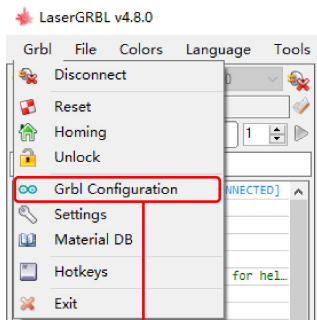 LaserGRBL v4.8.0
Grbl File Colors Language Tools
Disconnect
Reset
Homing
1
Unlock
Grbl Configuration
NNECTED]
Settings
Material DB
Hotkeys
for hel…
Exit